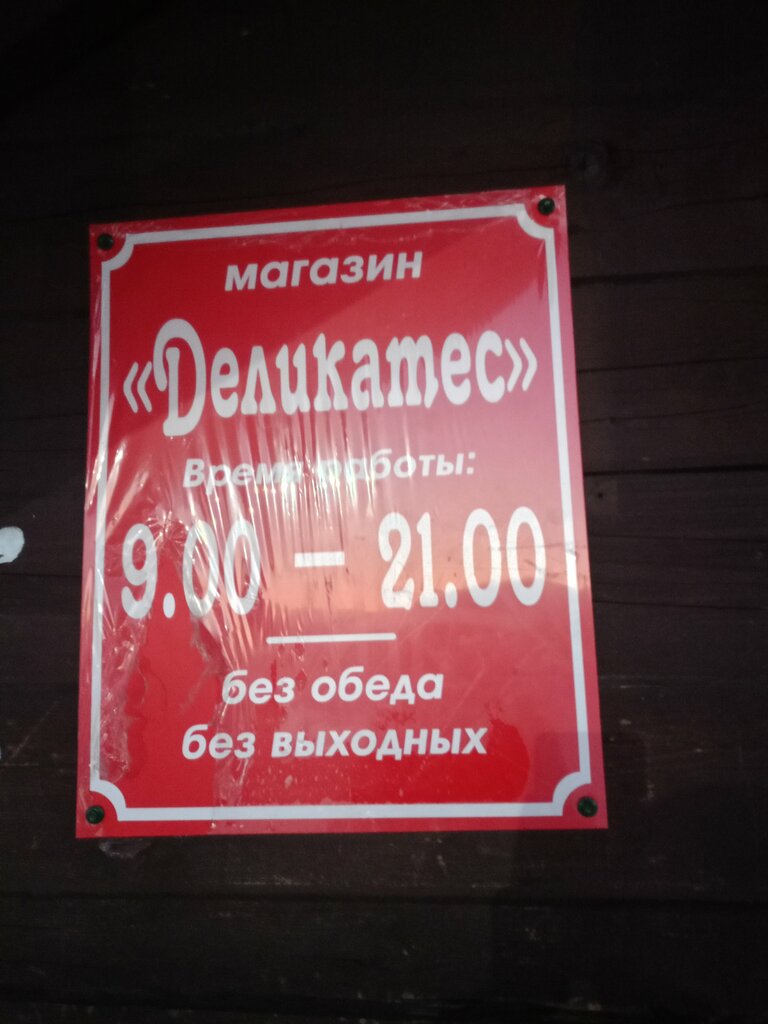 магазин
«Деликатес»
Время работы:
9.00 – 21.00
без обеда
без выходных